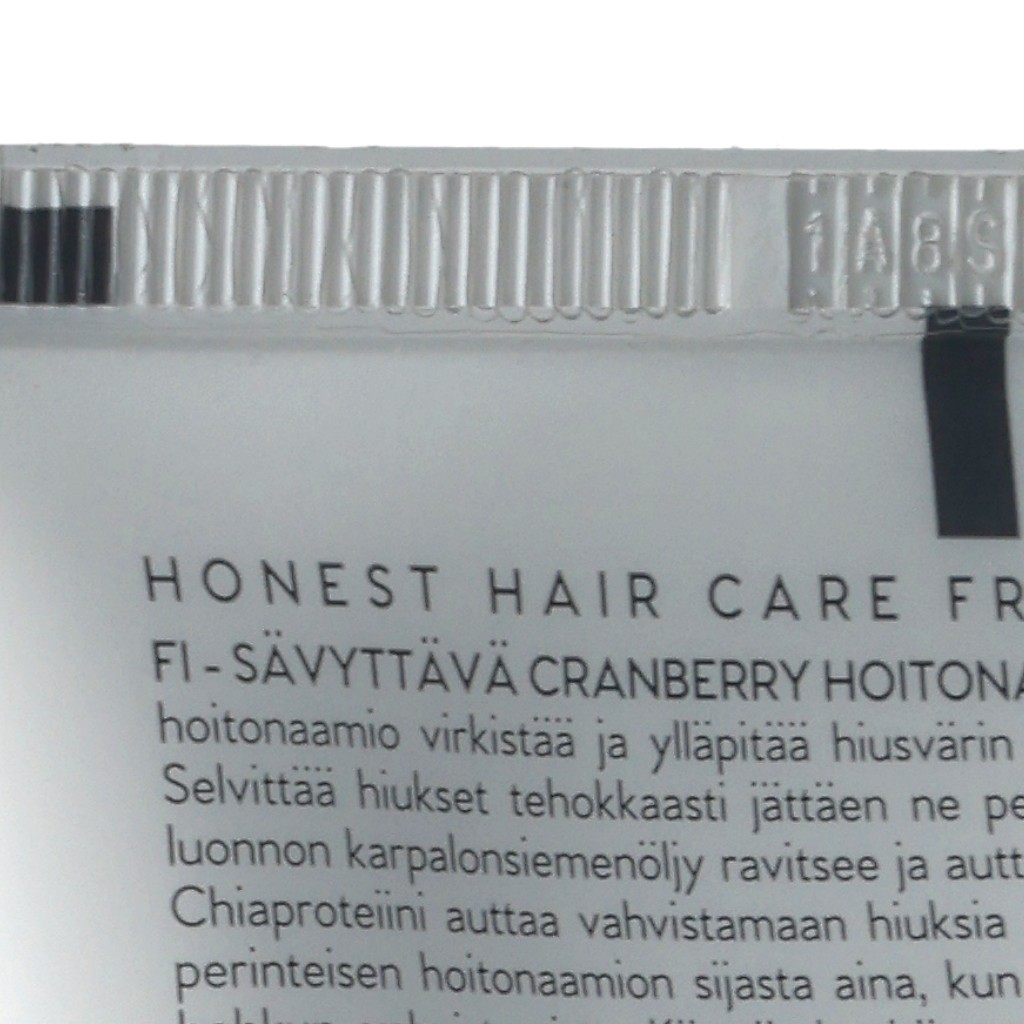 1A8S
HONEST HAIR CARE FR
FI - SÄVYTTÄVÄ CRANBERRY HOITONA
hoitonaamio virkistää ja ylläpitää hiusvärin
Selvittää hiukset tehokkaasti jättäen ne pe
luonnon karpalonsiemenöljy ravitsee ja autt
Chiaproteiini auttaa vahvistamaan hiuksia
perinteisen hoitonaamion sijasta aina, kun